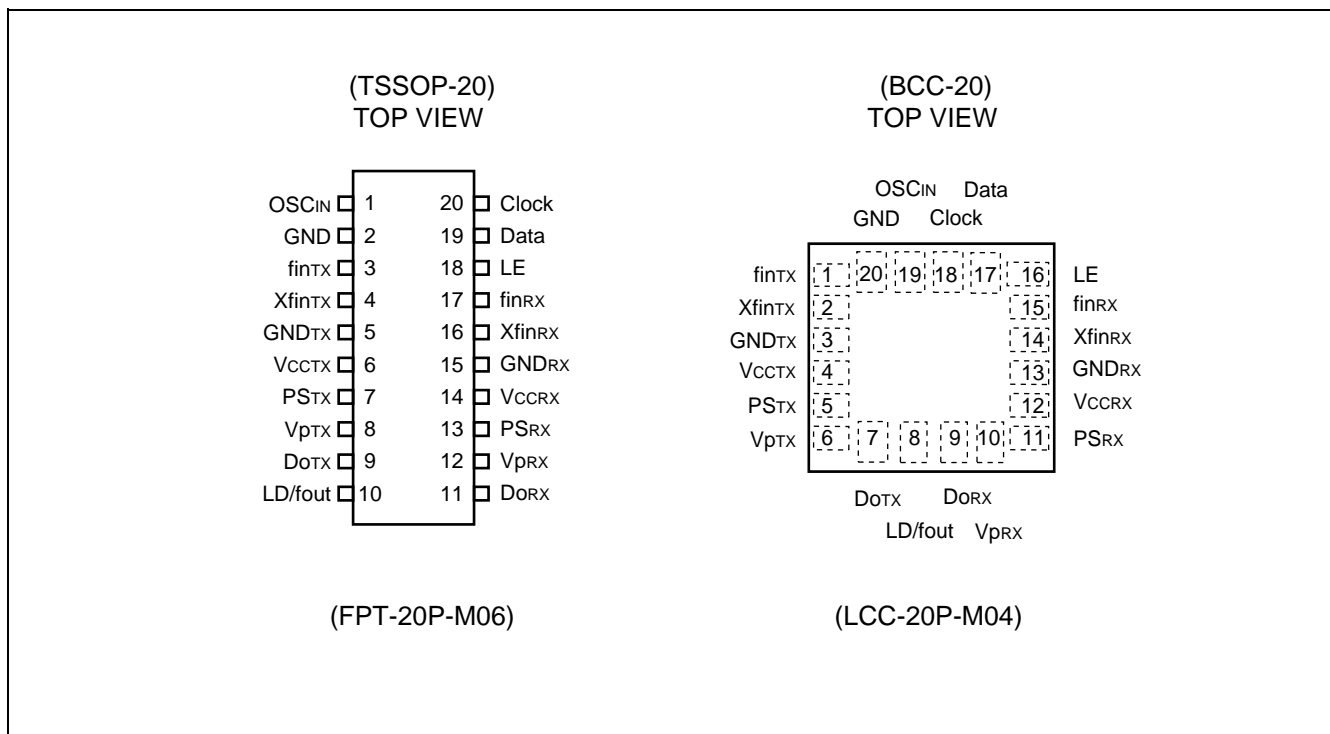 (TSSOP-20)
TOP VIEW
OSCIN 1 20 Clock
GND 2 19 Data
finTX 3 18 LE
XfinTX 4 17 finRX
GNDTX 5 16 XfinRX
VCCTX 6 15 GNDRX
PSTX 7 14 VCCRX
VpTX 8 13 PSRX
DoTX 9 12 VpRX
LD/fout 10 11 DoRX
(FPT-20P-M06)
(BCC-20)
TOP VIEW
OSCIN Data
GND Clock
finTX 1 20 19 18 17 16 LE
XfinTX 2 15 finRX
GNDTX 3 14 XfinRX
VCCTX 4 13 GNDRX
PSTX 5 12 VCCRX
VpTX 6 7 8 9 10 11 PSRX
DoTX DoRX
LD/fout VpRX
(LCC-20P-M04)